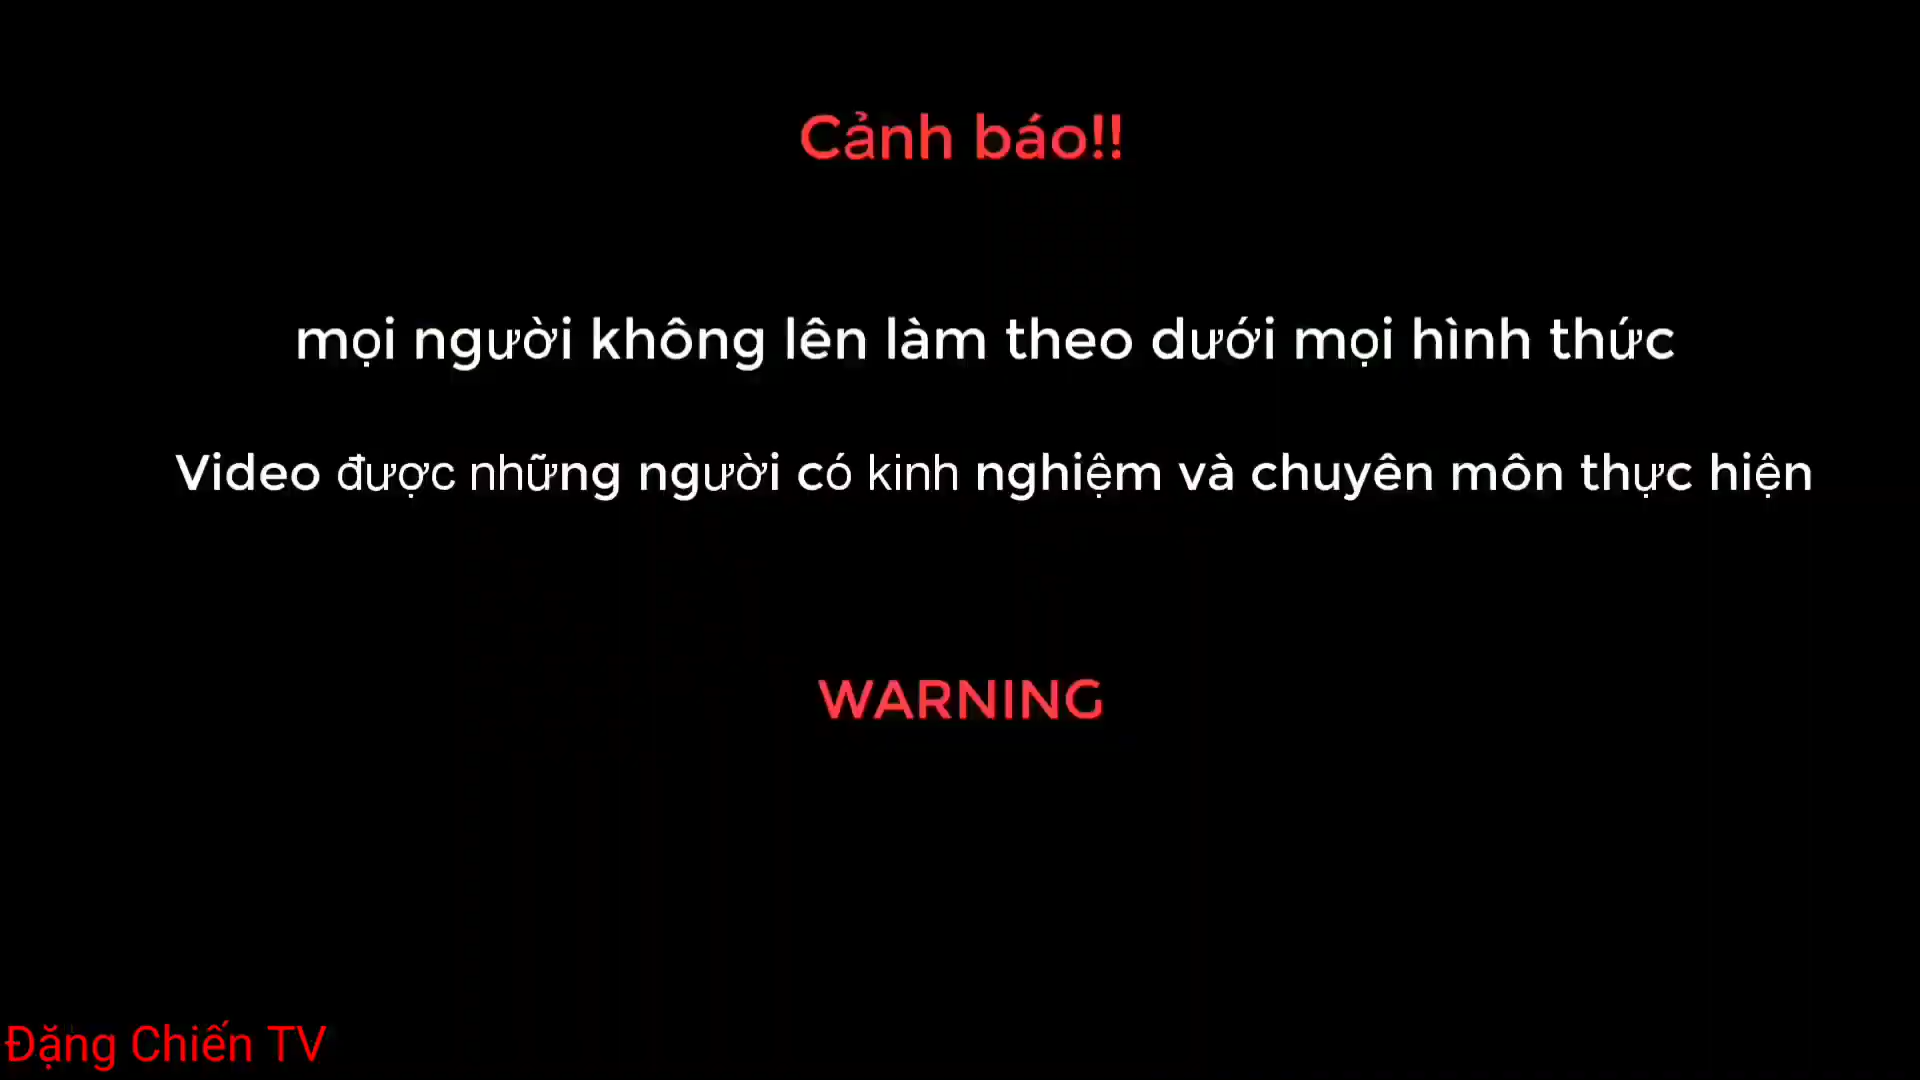 Cảnh báo!!
mọi người không lên làm theo dưới mọi hình thức
Video được những người có kinh nghiệm và chuyên môn thực hiện
WARNING
Đặng Chiến TV